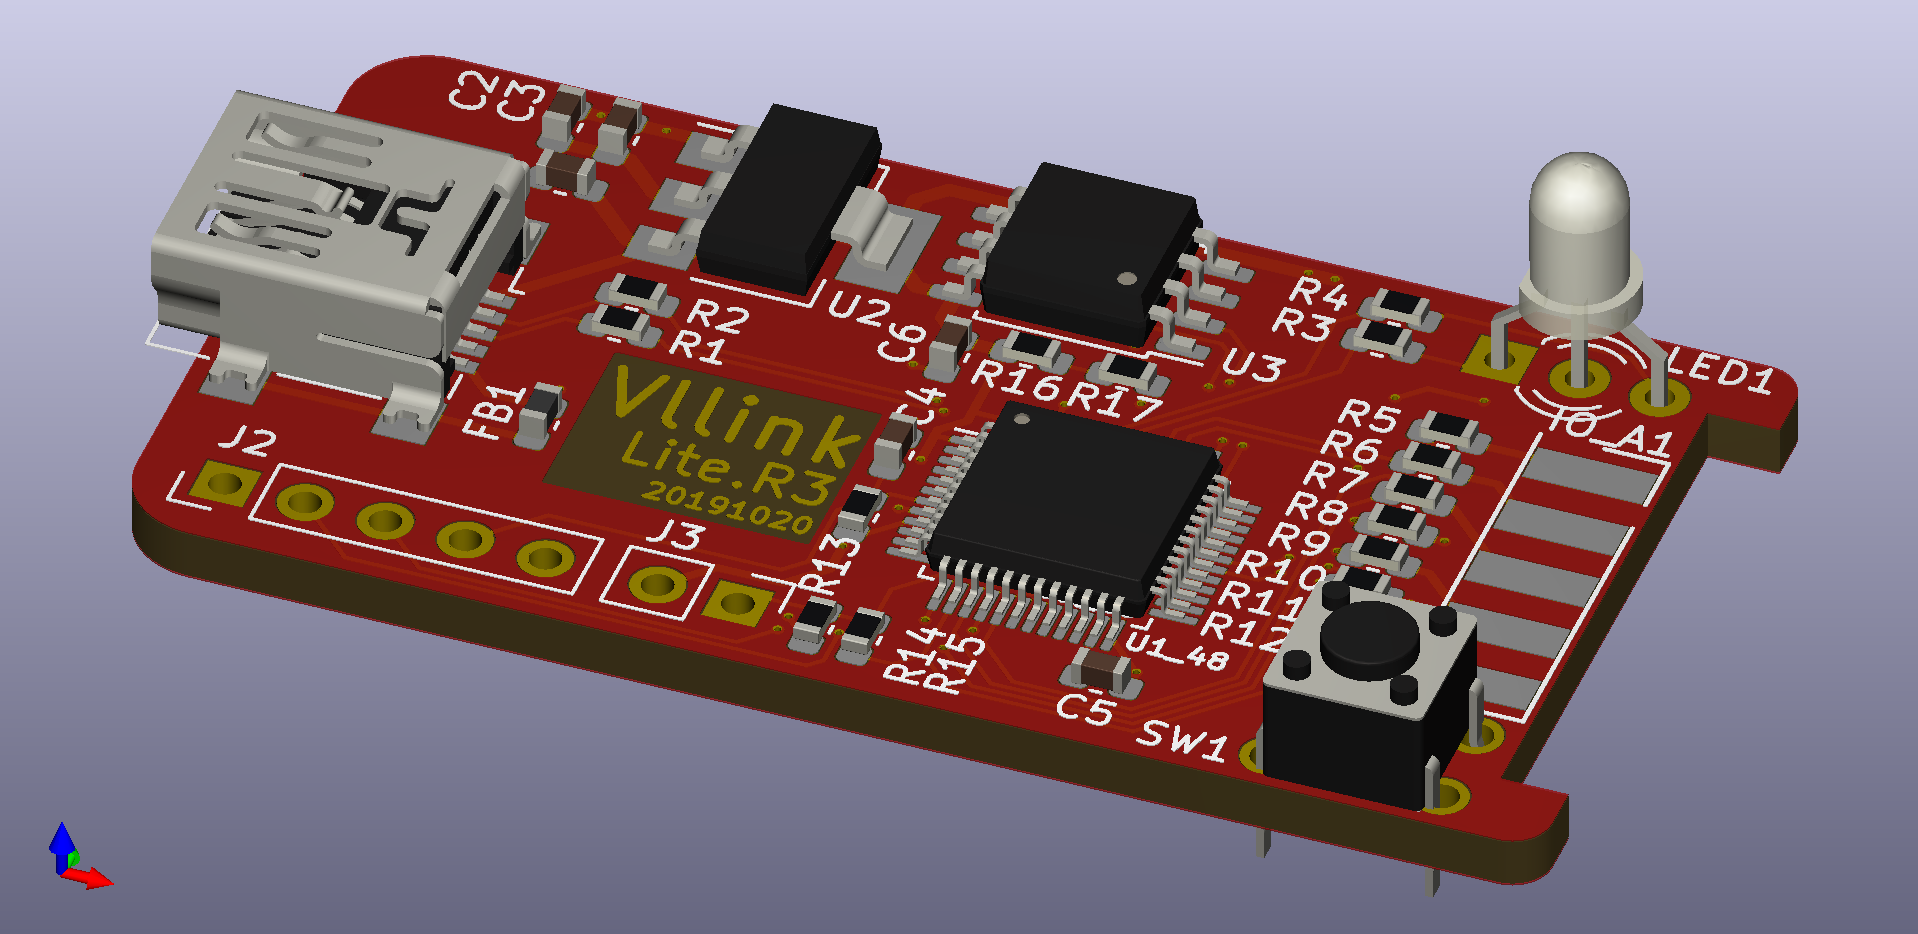 C2
C3
U2
C6
U3
R4
R3
LED1
R2
R1
R16
R17
FB1
Vllink
Lite.R3
20191020
C4
IO_A1
R5
R6
R7
R8
R9
R10
R11
R12
J2
J3
R13
R14
R15
U1_48
C5
SW1